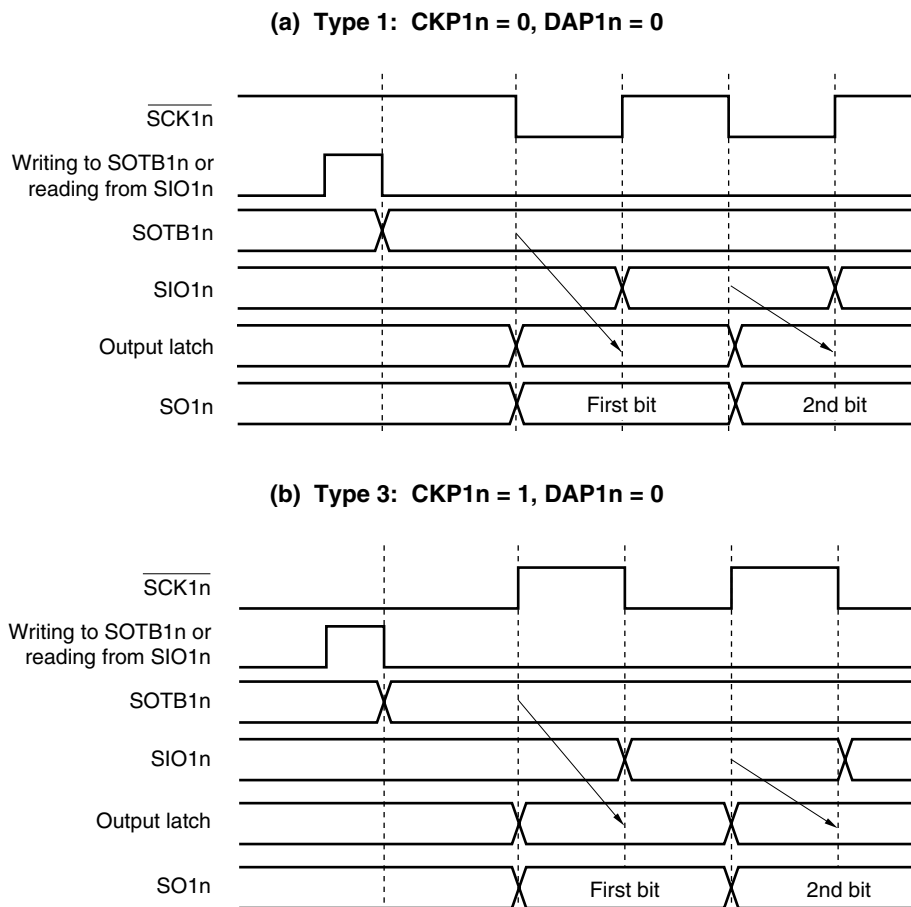 (a) Type 1: CKP1n = 0, DAP1n = 0
SCK1n
Writing to SOTB1n or
reading from SIO1n
SOTB1n
SIO1n
Output latch
SO1n
First bit
2nd bit
(b) Type 3: CKP1n = 1, DAP1n = 0
SCK1n
Writing to SOTB1n or
reading from SIO1n
SOTB1n
SIO1n
Output latch
SO1n
First bit
2nd bit